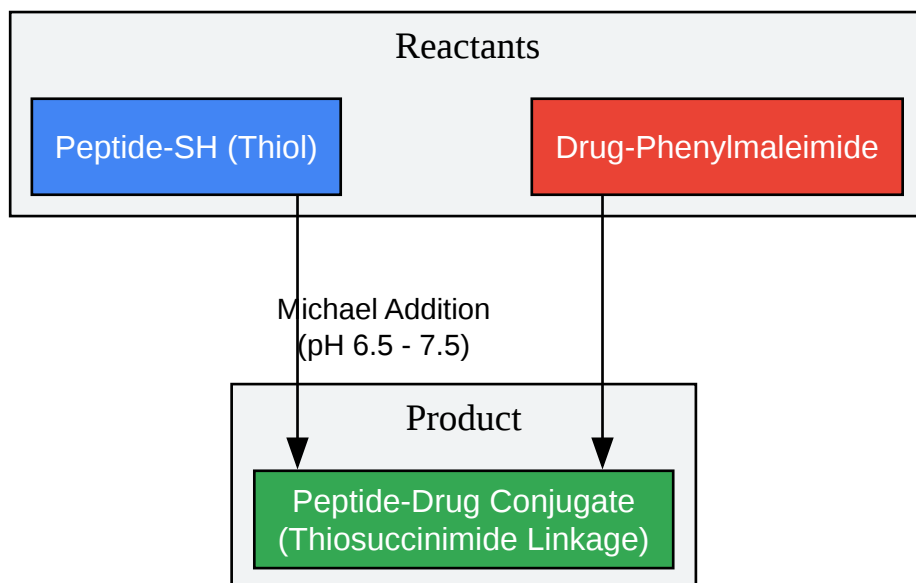 Reactants
Peptide-SH (Thiol)
Drug-Phenylmaleimide
Michael Addition
(pH 6.5 - 7.5)
Product
Peptide-Drug Conjugate
(Thiosuccinimide Linkage)